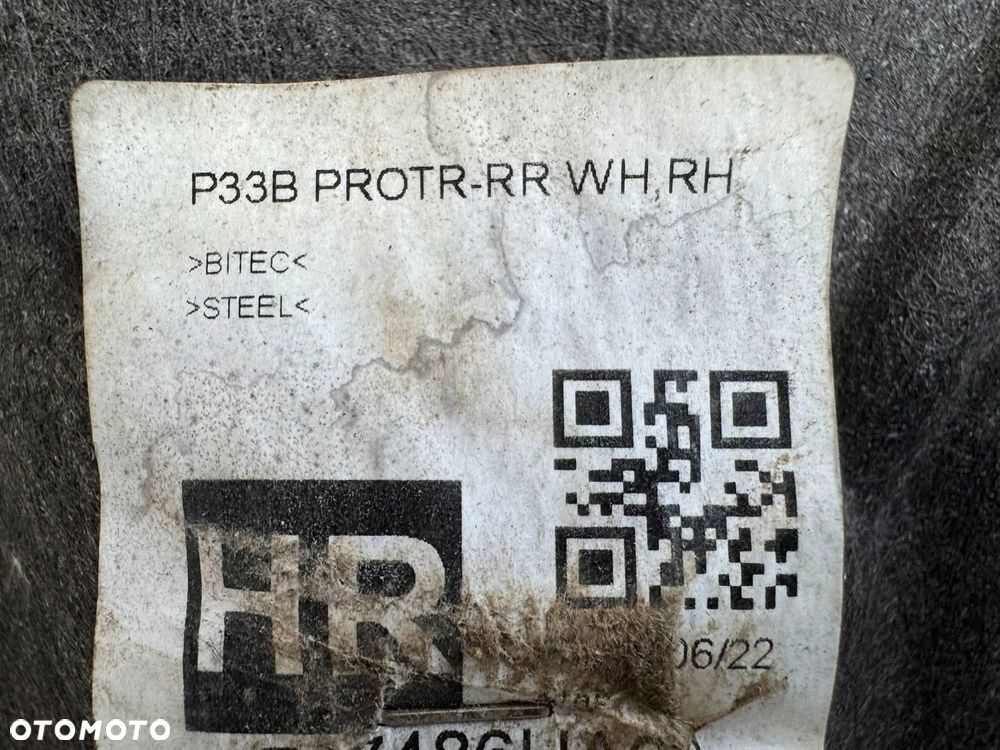 P33B PROTR-RR WH,RH
>BITEC<
>STEEL<
HR
06/22
OTOMOTO